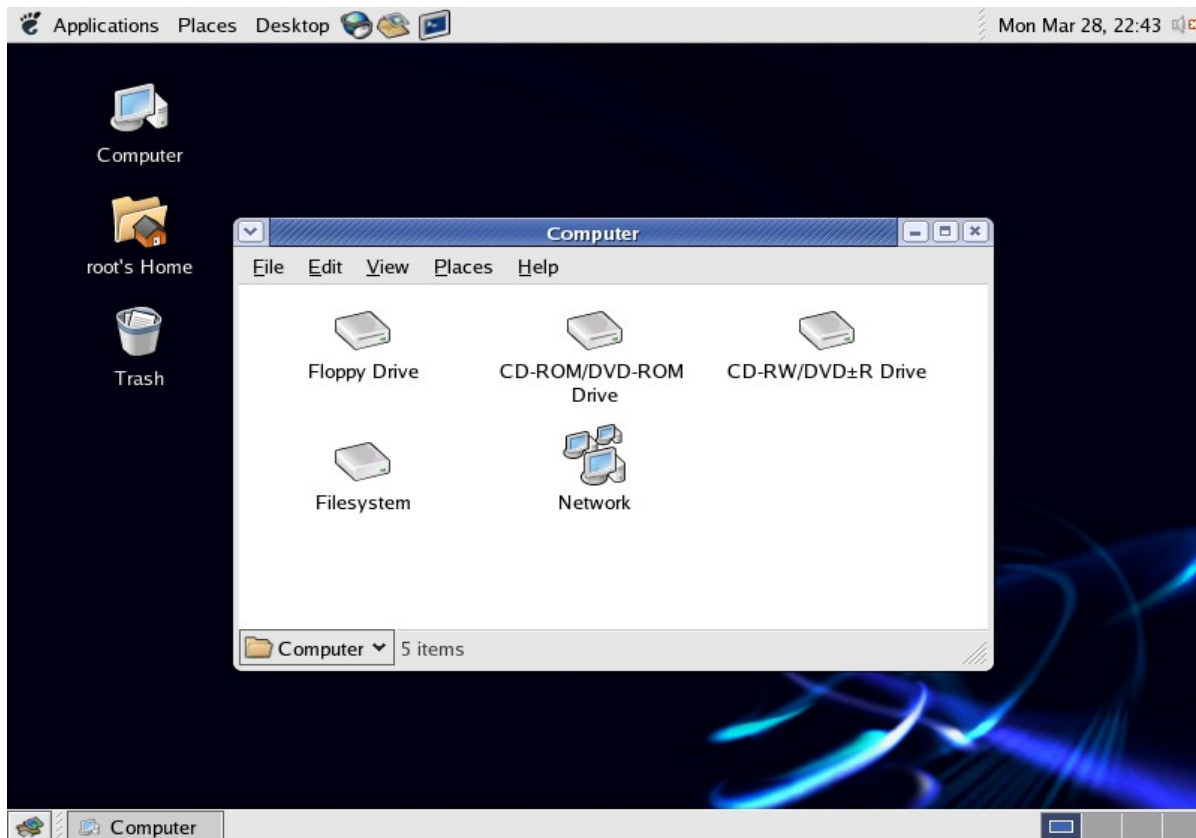 Applications Places Desktop Mon Mar 28, 22:43
Computer
root's Home
Trash
Computer
File Edit View Places Help
Floppy Drive CD-ROM/DVD-ROM CD-RW/DVD±R Drive
Drive
Filesystem Network
Computer 5 items
Computer